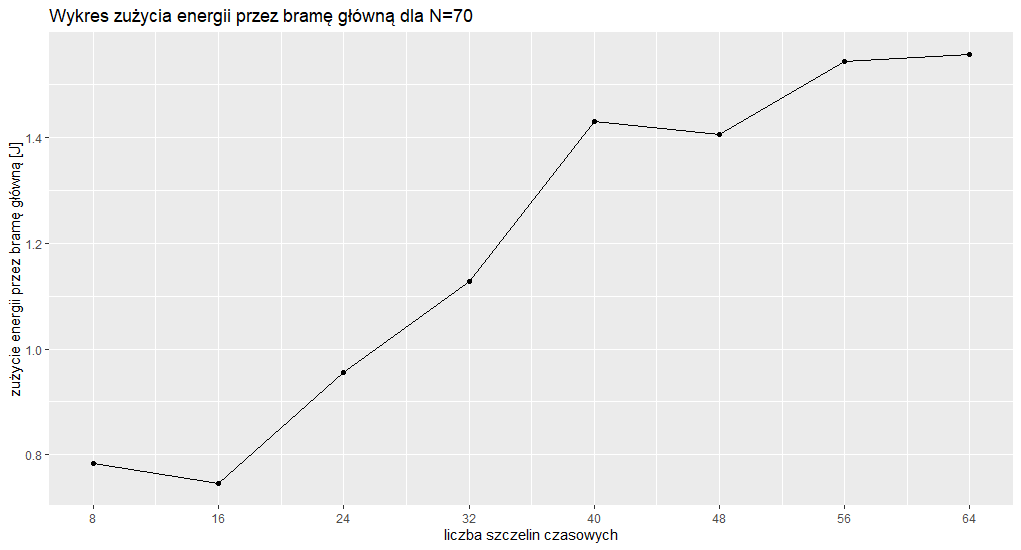 Wykres zużycia energii przez bramę główną dla N=70
zużycie energii przez bramę główną [J]
1.4
1.2
1.0
0.8
8 16 24 32 40 48 56 64
liczba szczelin czasowych